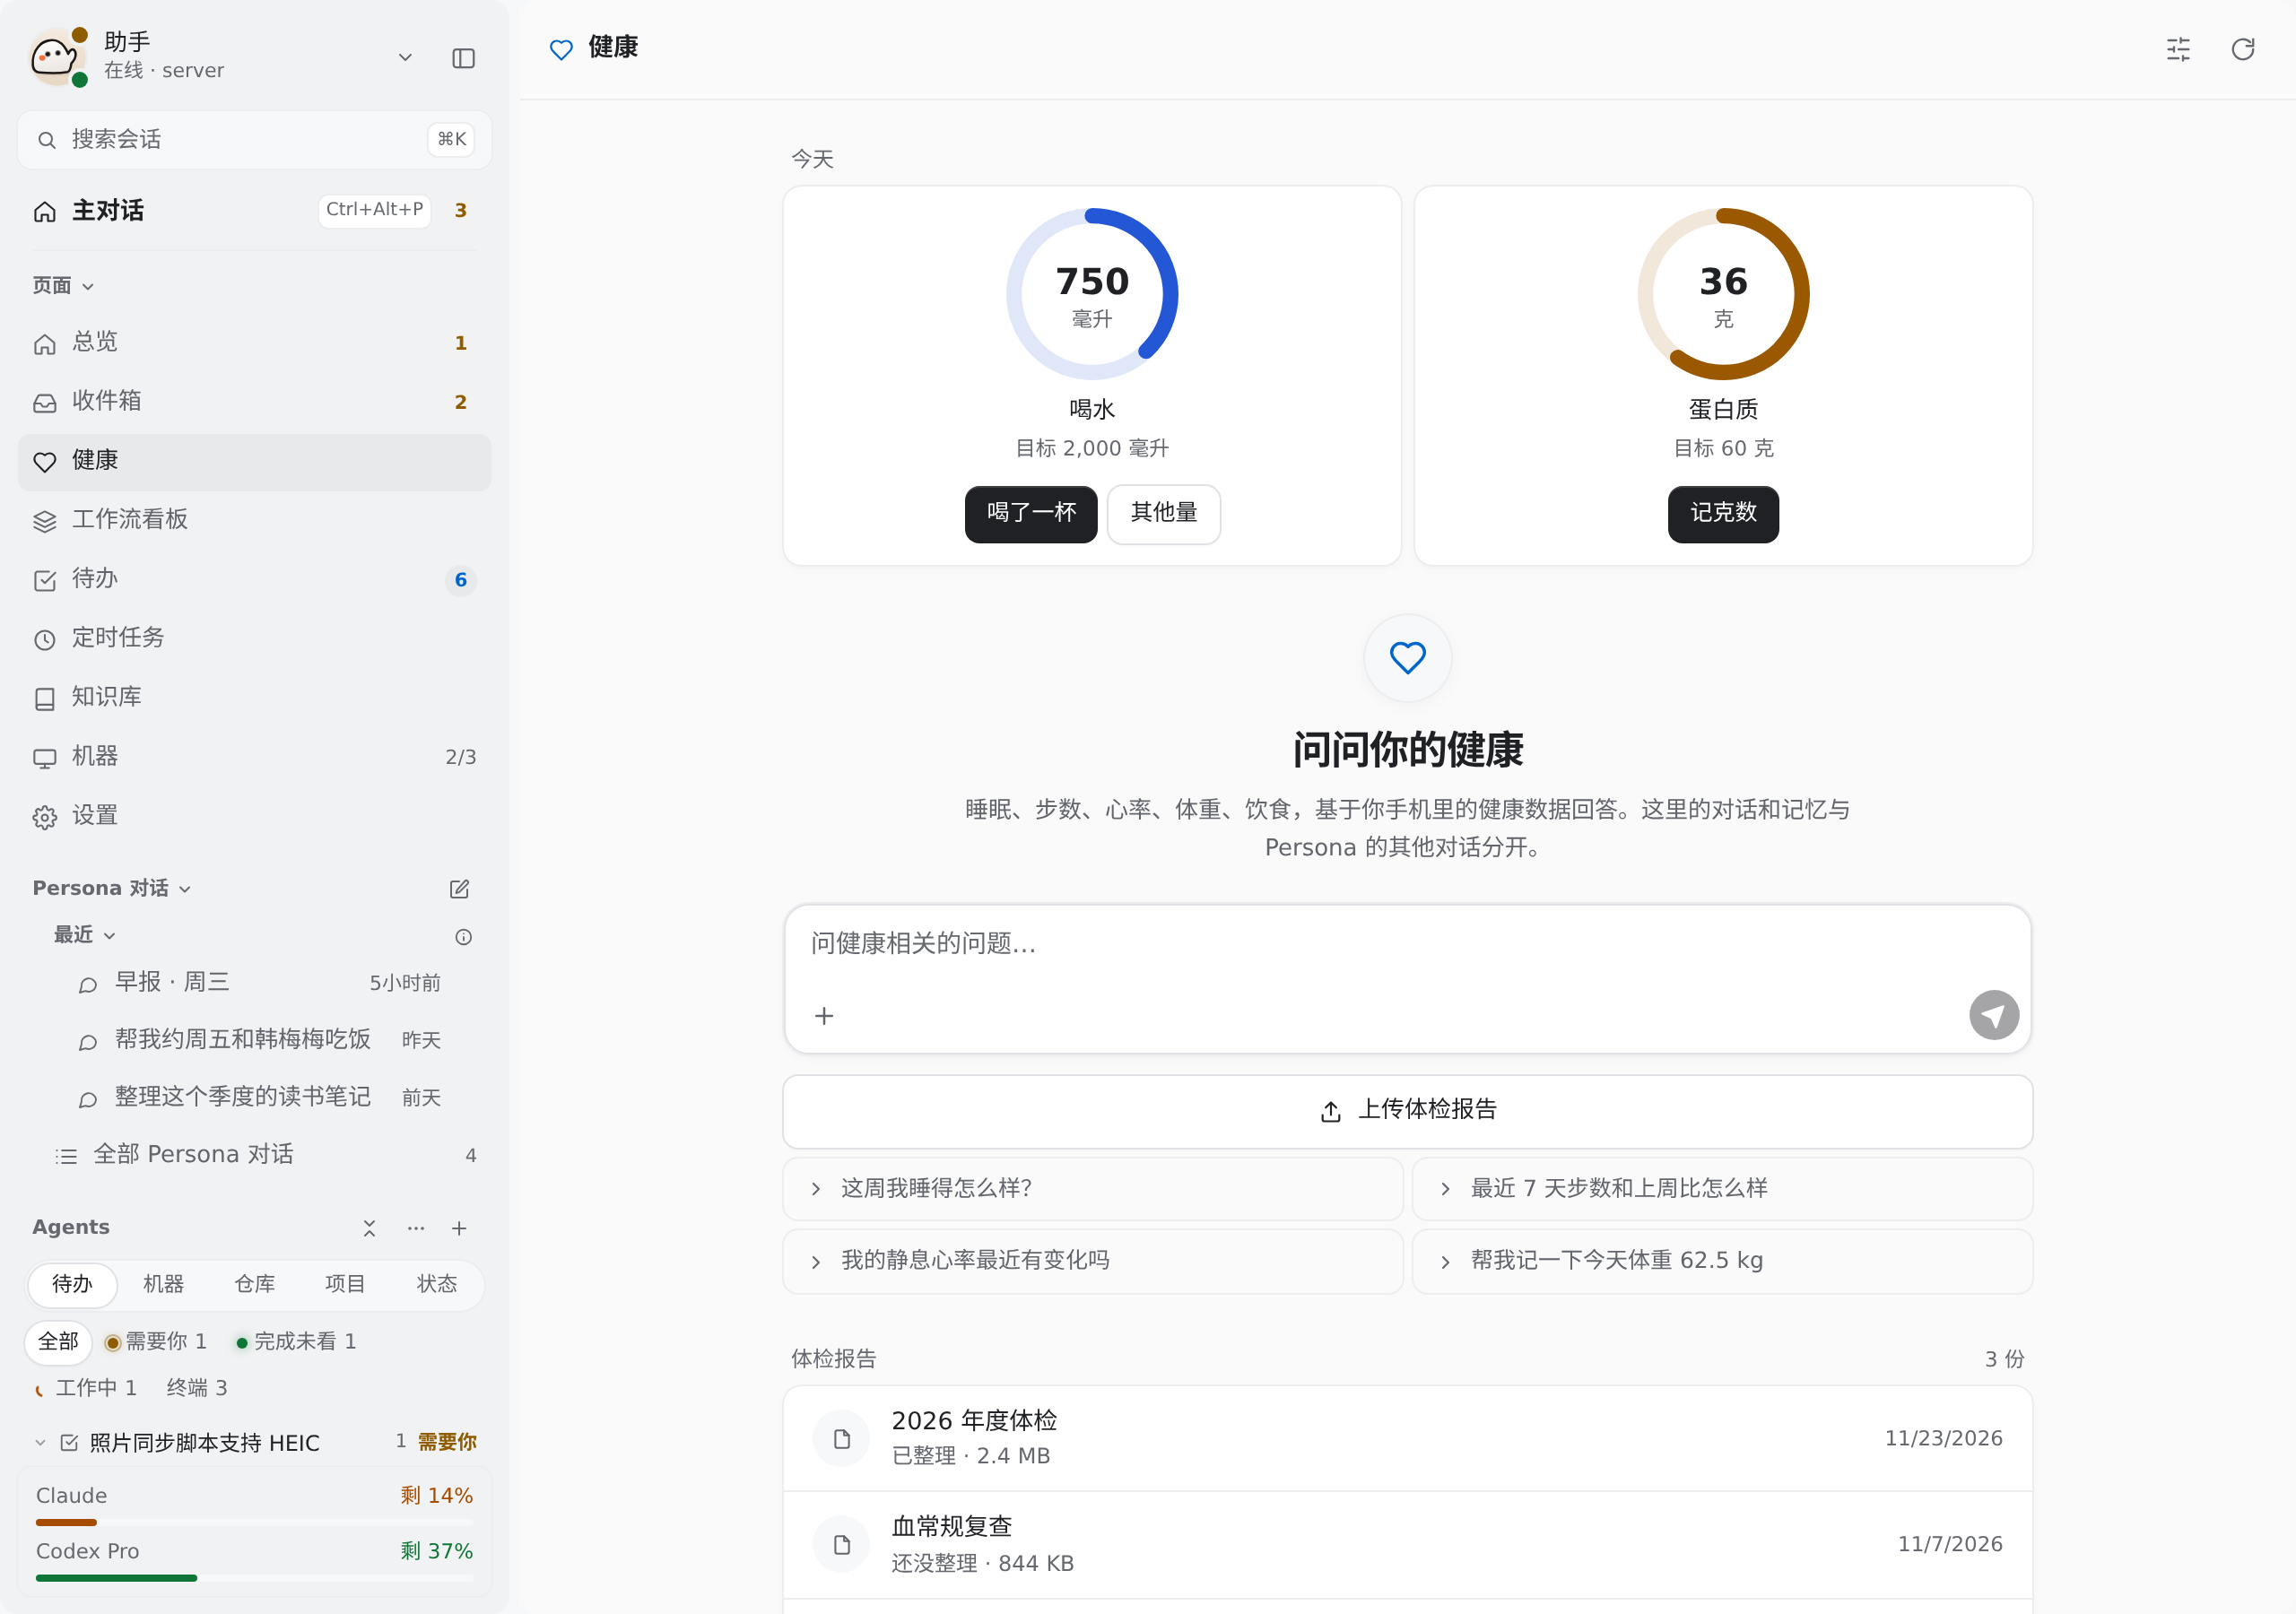 助手
在线 · server
搜索会话
⌘K
主对话
Ctrl+Alt+P
3
页面
总览
1
收件箱
2
健康
工作流看板
待办
6
定时任务
知识库
机器
2/3
设置
Persona 对话
最近
早报 · 周三
5小时前
帮我约周五和韩梅梅吃饭
昨天
整理这个季度的读书笔记
前天
全部 Persona 对话
4
Agents
待办
机器
仓库
项目
状态
全部
需要你 1
完成未看 1
工作中 1
终端 3
照片同步脚本支持 HEIC
1 需要你
Claude
剩 14%
Codex Pro
剩 37%
健康
今天
750
毫升
喝水
目标 2,000 毫升
喝了一杯
其他量
36
克
蛋白质
目标 60 克
记克数
问问你的健康
睡眠、步数、心率、体重、饮食，基于你手机里的健康数据回答。这里的对话和记忆与
Persona 的其他对话分开。
问健康相关的问题…
上传体检报告
这周我睡得怎么样？
最近 7 天步数和上周比怎么样
我的静息心率最近有变化吗
帮我记一下今天体重 62.5 kg
体检报告
3 份
2026 年度体检
已整理 · 2.4 MB
11/23/2026
血常规复查
还没整理 · 844 KB
11/7/2026